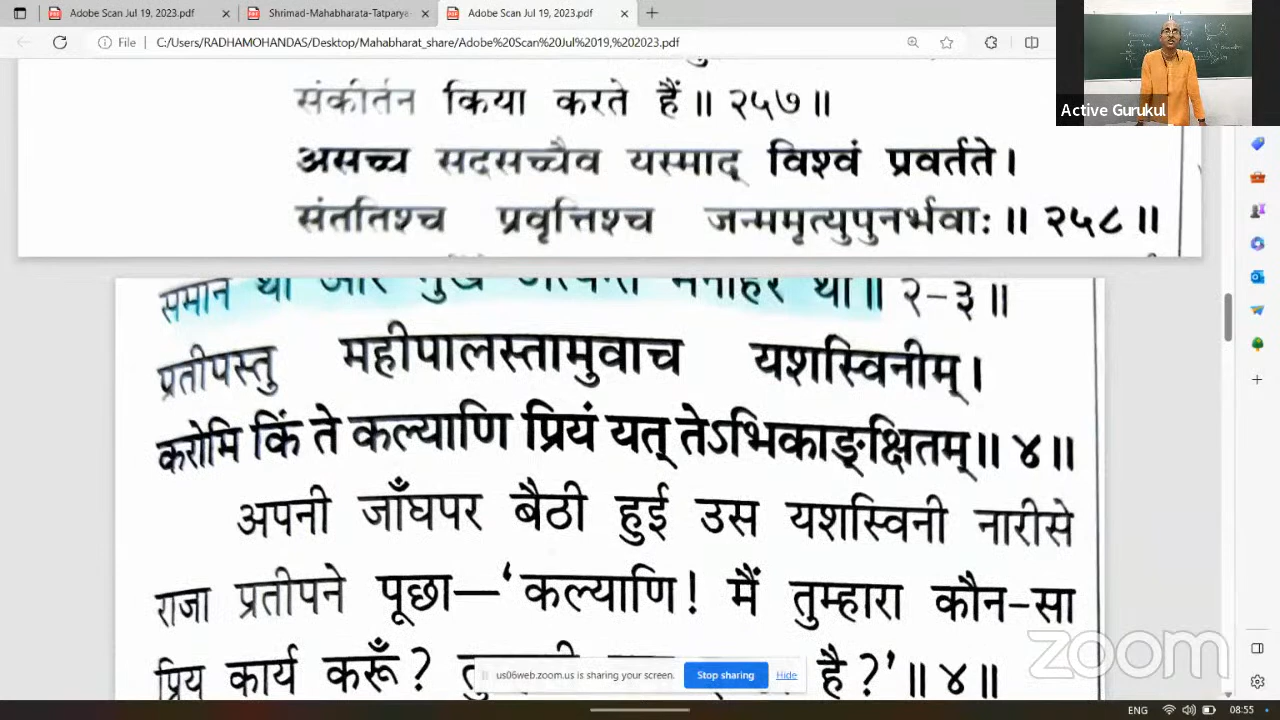 Adobe Scan Jul 19, 2023.pdf
Shrimad-Mahabharata-Tatparya-
Adobe Scan Jul 19, 2023.pdf
File C:/Users/RADHAMOHANDAS/Desktop/Mahabharat_share/Adobe%20Scan%20Jul%2019,%202023.pdf
Active Gurukul
संकीर्तन किया करते हैं॥ २५७॥
असच्च सदसच्चैव यस्माद् विश्वं प्रवर्तते।
संततिश्च प्रवृत्तिश्च जन्ममृत्युपुनर्भवाः॥ २५८॥
समान था और मुख अत्यन्त मनोहर था॥ २-३॥
प्रतीपस्तु महीपालस्तामुवाच यशस्विनीम्।
करोमि किं ते कल्याणि प्रियं यत् तेऽभिकाङ्क्षितम्॥ ४॥
अपनी जाँघपर बैठी हुई उस यशस्विनी नारीसे
राजा प्रतीपने पूछा—‘कल्याणि! मैं तुम्हारा कौन-सा
प्रिय कार्य करूँ? है?’॥ ४॥
zoom
us06web.zoom.us is sharing your screen. Stop sharing Hide
ENG 08:55